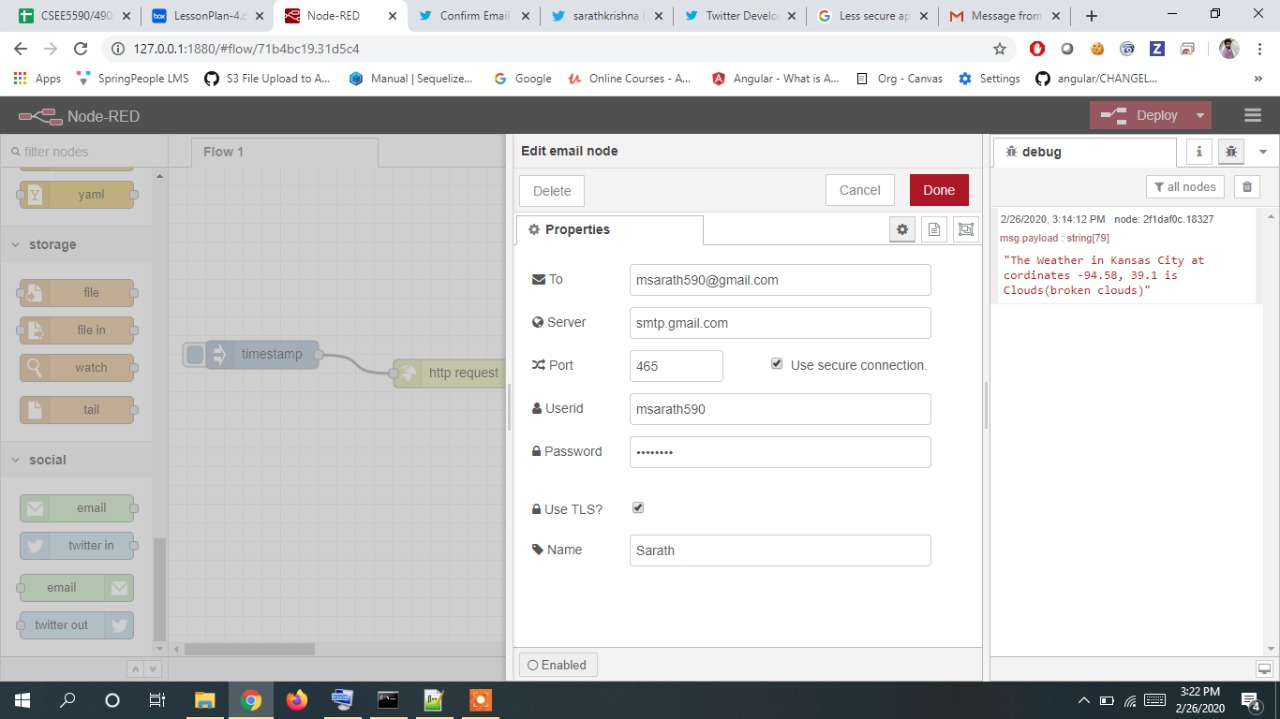 CSEE5590/490
LessonPlan-4.
Node-RED
Confirm Email
sarathkrishna (
Twitter Develo
Less secure ap
Message from
127.0.0.1:1880/#flow/71b4bc19.31d5c4
Apps
SpringPeople LMS
S3 File Upload to A...
Manual | Sequelize...
Google
Online Courses - A...
Angular - What is A...
Org - Canvas
Settings
angular/CHANGEL...
Node-RED
Deploy
filter nodes
Flow 1
Edit email node
debug
Delete
Cancel
Done
all nodes
yaml
storage
file
file in
watch
tail
social
email
twitter in
email
twitter out
timestamp
http request
Properties
To
msarath590@gmail.com
Server
smtp.gmail.com
Port
465
Use secure connection.
Userid
msarath590
Password
••••••••
Use TLS?
Name
Sarath
Enabled
2/26/2020, 3:14:12 PM node: 2f1daf0c.18327
msg.payload : string[79]
"The Weather in Kansas City at
cordinates -94.58, 39.1 is
Clouds(broken clouds)"
3:22 PM
2/26/2020
4